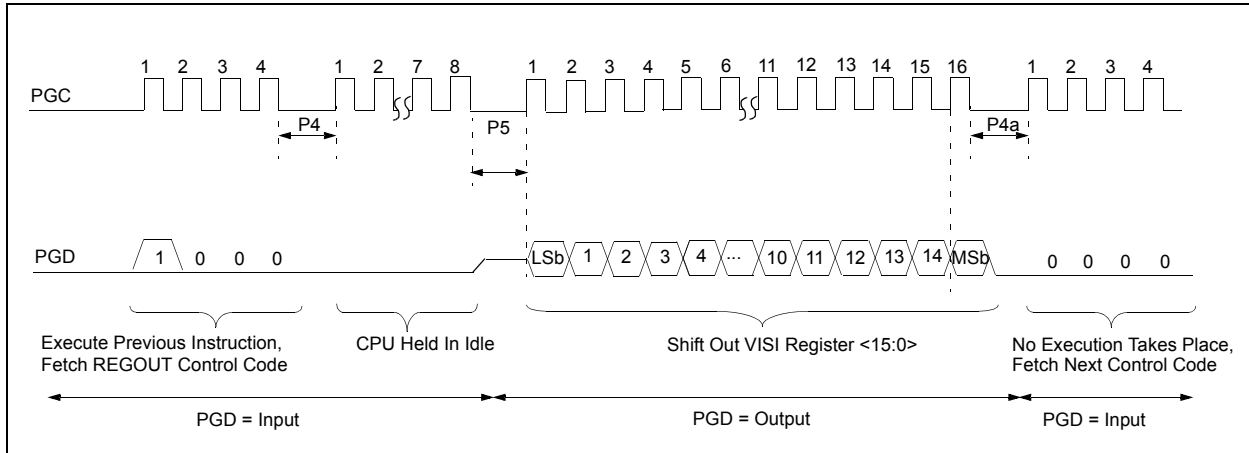 1 2 3 4 1 2 7 8 1 2 3 4 5 6 11 12 13 14 15 16 1 2 3 4
PGC
P4 P5 P4a
PGD 1 0 0 0 LSb 1 2 3 4 ... 10 11 12 13 14 MSb 0 0 0 0
Execute Previous Instruction,
Fetch REGOUT Control Code
CPU Held In Idle
Shift Out VISI Register <15:0>
No Execution Takes Place,
Fetch Next Control Code
PGD = Input
PGD = Output
PGD = Input